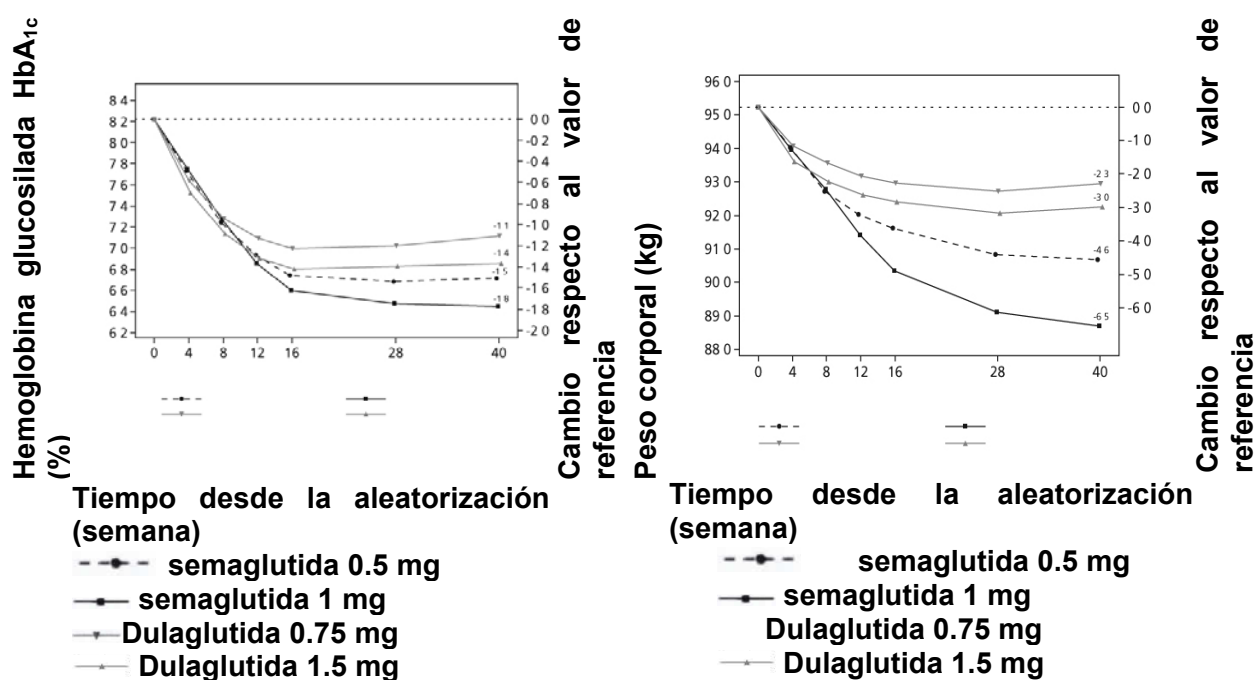 Hemoglobina glucosilada HbA1c
(%)
8 4
8 2
8 0
7 8
7 6
7 4
7 2
7 0
6 8
6 6
6 4
6 2
0 4 8 12 16 28 40
0 0
-0 2
-0 4
-0 6
-0 8
-1 0
-1 2
-1 4
-1 6
-1 8
-2 0
-1 1
-1 4
-1 5
-1 8
Cambio respecto al valor de
referencia
Tiempo desde la aleatorización
(semana)
semaglutida 0.5 mg
semaglutida 1 mg
Dulaglutida 0.75 mg
Dulaglutida 1.5 mg
Peso corporal (kg)
96 0
95 0
94 0
93 0
92 0
91 0
90 0
89 0
88 0
0 4 8 12 16 28 40
0 0
-1 0
-2 0
-3 0
-4 0
-5 0
-6 0
-2 3
-3 0
-4 6
-6 5
Cambio respecto al valor de
referencia
Tiempo desde la aleatorización
(semana)
semaglutida 0.5 mg
semaglutida 1 mg
Dulaglutida 0.75 mg
Dulaglutida 1.5 mg